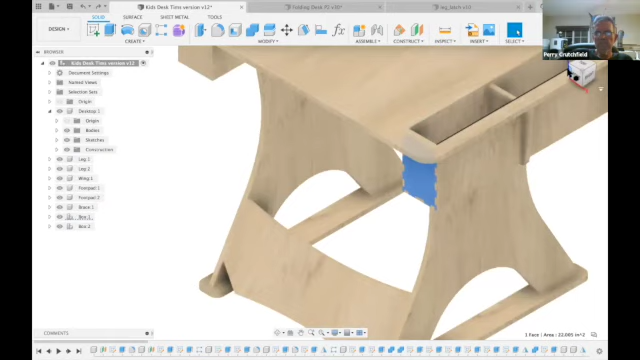 Kids Desk Tims version v12*
Folding Desk P2 v30*
leg_latch v10
DESIGN
SOLID
SURFACE
SHEET METAL
TOOLS
CREATE
MODIFY
ASSEMBLE
CONSTRUCT
INSPECT
INSERT
SELECT
Perry Crutchfield
BROWSER
Kids Desk Tims version v12
Document Settings
Named Views
Selection Sets
Origin
Desktop:1
Origin
Bodies
Sketches
Construction
Leg:1
Leg:2
Wing:1
Footpad:1
Footpad:2
Brace:1
Box:1
Box:2
COMMENTS
1 Face | Area : 22.085 in^2